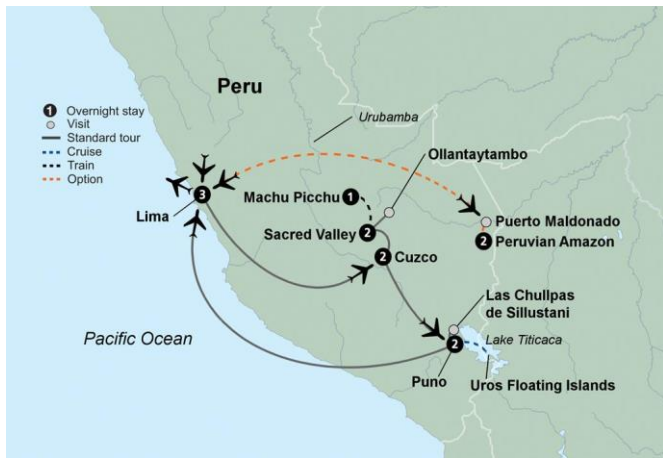 Peru
1 Overnight stay
Visit
Standard tour
Cruise
Train
Option
Urubamba
Ollantaytambo
3
Lima
Machu Picchu 1
Sacred Valley 2
2 Cuzco
Puerto Maldonado
2 Peruvian Amazon
Las Chullpas
de Sillustani
Pacific Ocean
Lake Titicaca
2
Puno
Uros Floating Islands